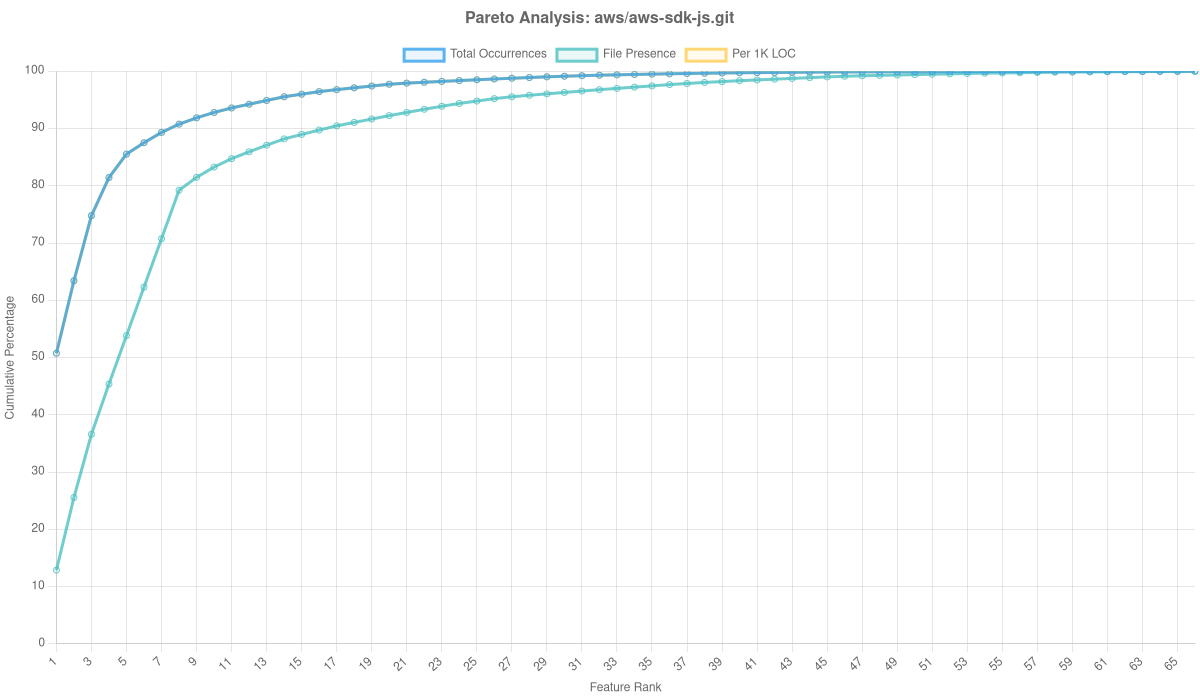 Pareto Analysis: aws/aws-sdk-js.git
Total Occurrences File Presence Per 1K LOC
100
90
80
70
60
50
40
30
20
10
0
Cumulative Percentage
1 3 5 7 9 11 13 15 17 19 21 23 25 27 29 31 33 35 37 39 41 43 45 47 49 51 53 55 57 59 61 63 65
Feature Rank